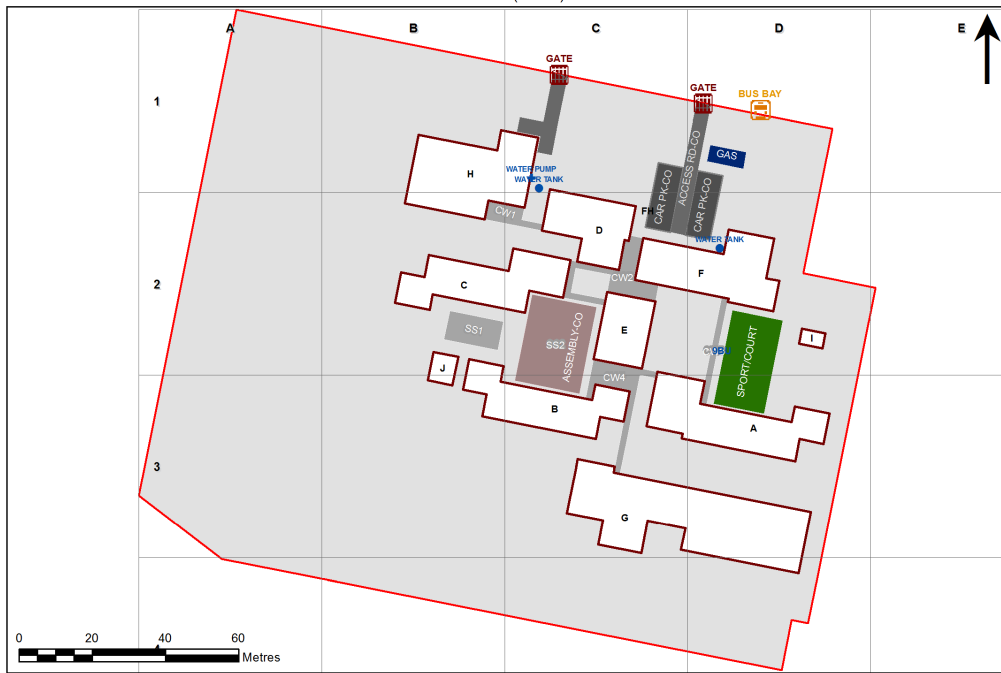 A B C D E
GATE
GATE
BUS BAY
1
ACCESS RD-CO
GAS
H
WATER PUMP
WATER TANK
CAR PK-CO
CAR PK-CO
FH
CW1
D
WATER TANK
F
CW2
2
C
SS1
E
SS2
ASSEMBLY-CO
SPORT/COURT
I
J
CW4
B
A
3
G
0 20 40 60
Metres